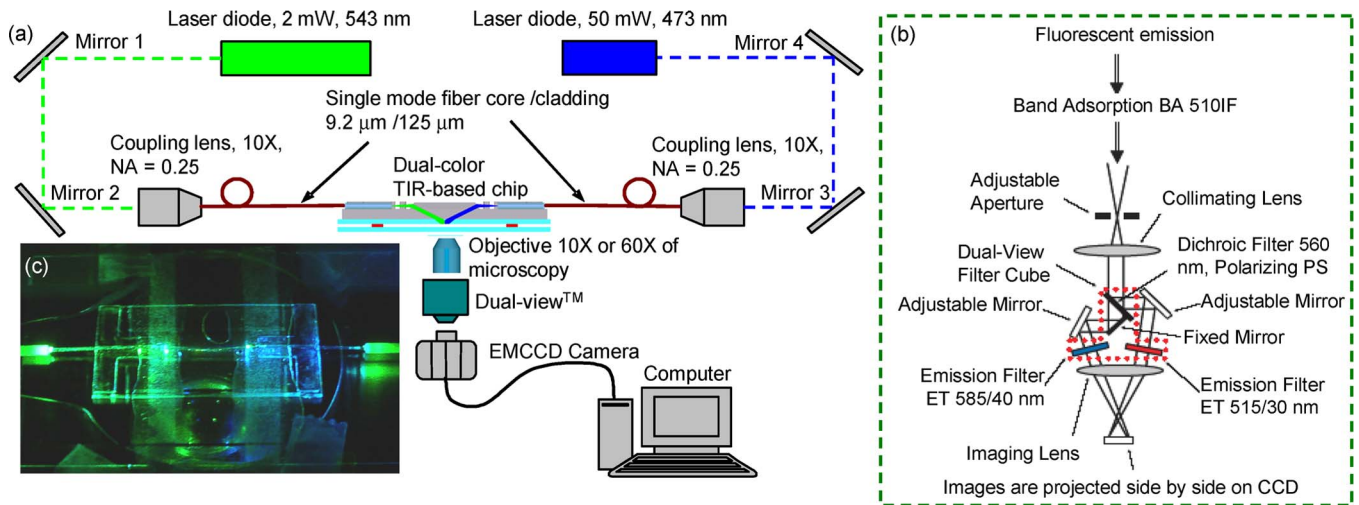 (a)
Laser diode, 2 mW, 543 nm
Laser diode, 50 mW, 473 nm
Mirror 1
Mirror 4
Single mode fiber core /cladding
9.2 μm /125 μm
Coupling lens, 10X,
NA = 0.25
Coupling lens, 10X,
NA = 0.25
Dual-color
TIR-based chip
Mirror 2
Mirror 3
Objective 10X or 60X of
microscopy
Dual-view™
EMCCD Camera
Computer
(c)
(b)
Fluorescent emission
Band Adsorption BA 510IF
Adjustable
Aperture
Collimating Lens
Dual-View
Filter Cube
Dichroic Filter 560
nm, Polarizing PS
Adjustable Mirror
Adjustable Mirror
Fixed Mirror
Emission Filter
ET 585/40 nm
Emission Filter
ET 515/30 nm
Imaging Lens
Images are projected side by side on CCD